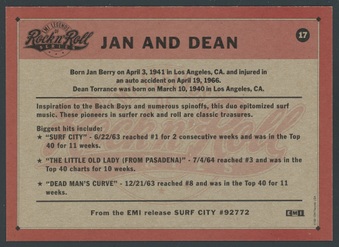 EMI LEGENDS
Rock'n'Roll
SERIES
JAN AND DEAN
17
Born Jan Berry on April 3, 1941 in Los Angeles, CA. and injured in
an auto accident on April 19, 1966.
Dean Torrance was born on March 10, 1940 in Los Angeles, CA.
Inspiration to the Beach Boys and numerous spinoffs, this duo epitomized surf
music. These pioneers in surfer rock and roll are classic treasures.
Biggest hits include:
★ "SURF CITY" - 6/22/63 reached #1 for 2 consecutive weeks and was in the Top
40 for 11 weeks.
★ "THE LITTLE OLD LADY (FROM PASADENA)" - 7/4/64 reached #3 and was in the
Top 40 charts for 10 weeks.
★ "DEAD MAN'S CURVE" - 12/21/63 reached #8 and was in the Top 40 for 11
weeks.
From the EMI release SURF CITY #92772
EMI